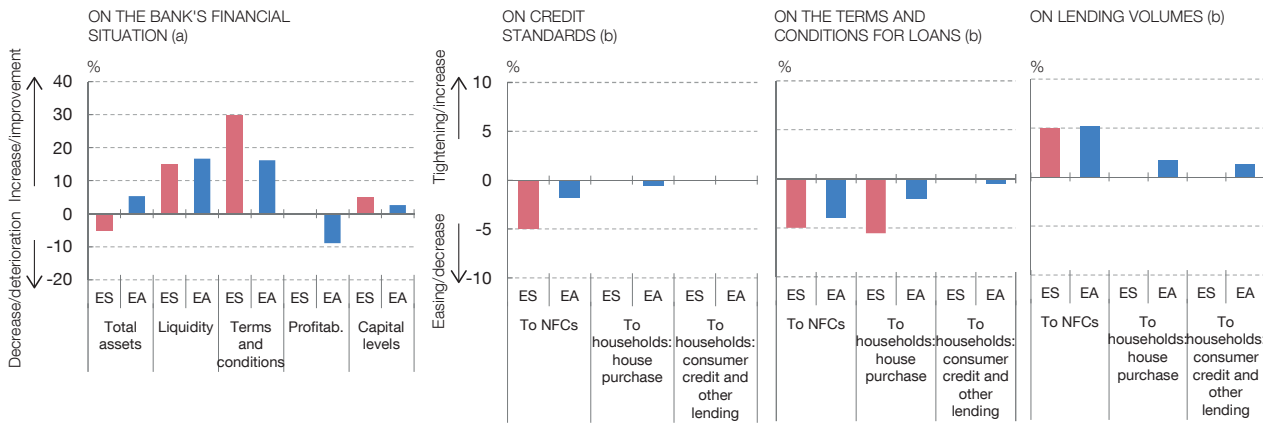 ON THE BANK'S FINANCIAL
SITUATION (a)
%
Increase/improvement
Decrease/deterioration
40
30
20
10
0
-10
-20
ES EA ES EA ES EA ES EA ES EA
Total
assets
Liquidity
Terms
and
conditions
Profitab.
Capital
levels
ON CREDIT
STANDARDS (b)
%
Tightening/increase
Easing/decrease
10
5
0
-5
-10
ES EA ES EA ES EA
To NFCs
To
households:
house
purchase
To
households:
consumer
credit and
other
lending
ON THE TERMS AND
CONDITIONS FOR LOANS (b)
%
ES EA ES EA ES EA
To NFCs
To
households:
house
purchase
To
households:
consumer
credit and
other
lending
ON LENDING VOLUMES (b)
%
ES EA ES EA ES EA
To NFCs
To
households:
house
purchase
To
households:
consumer
credit and
other
lending